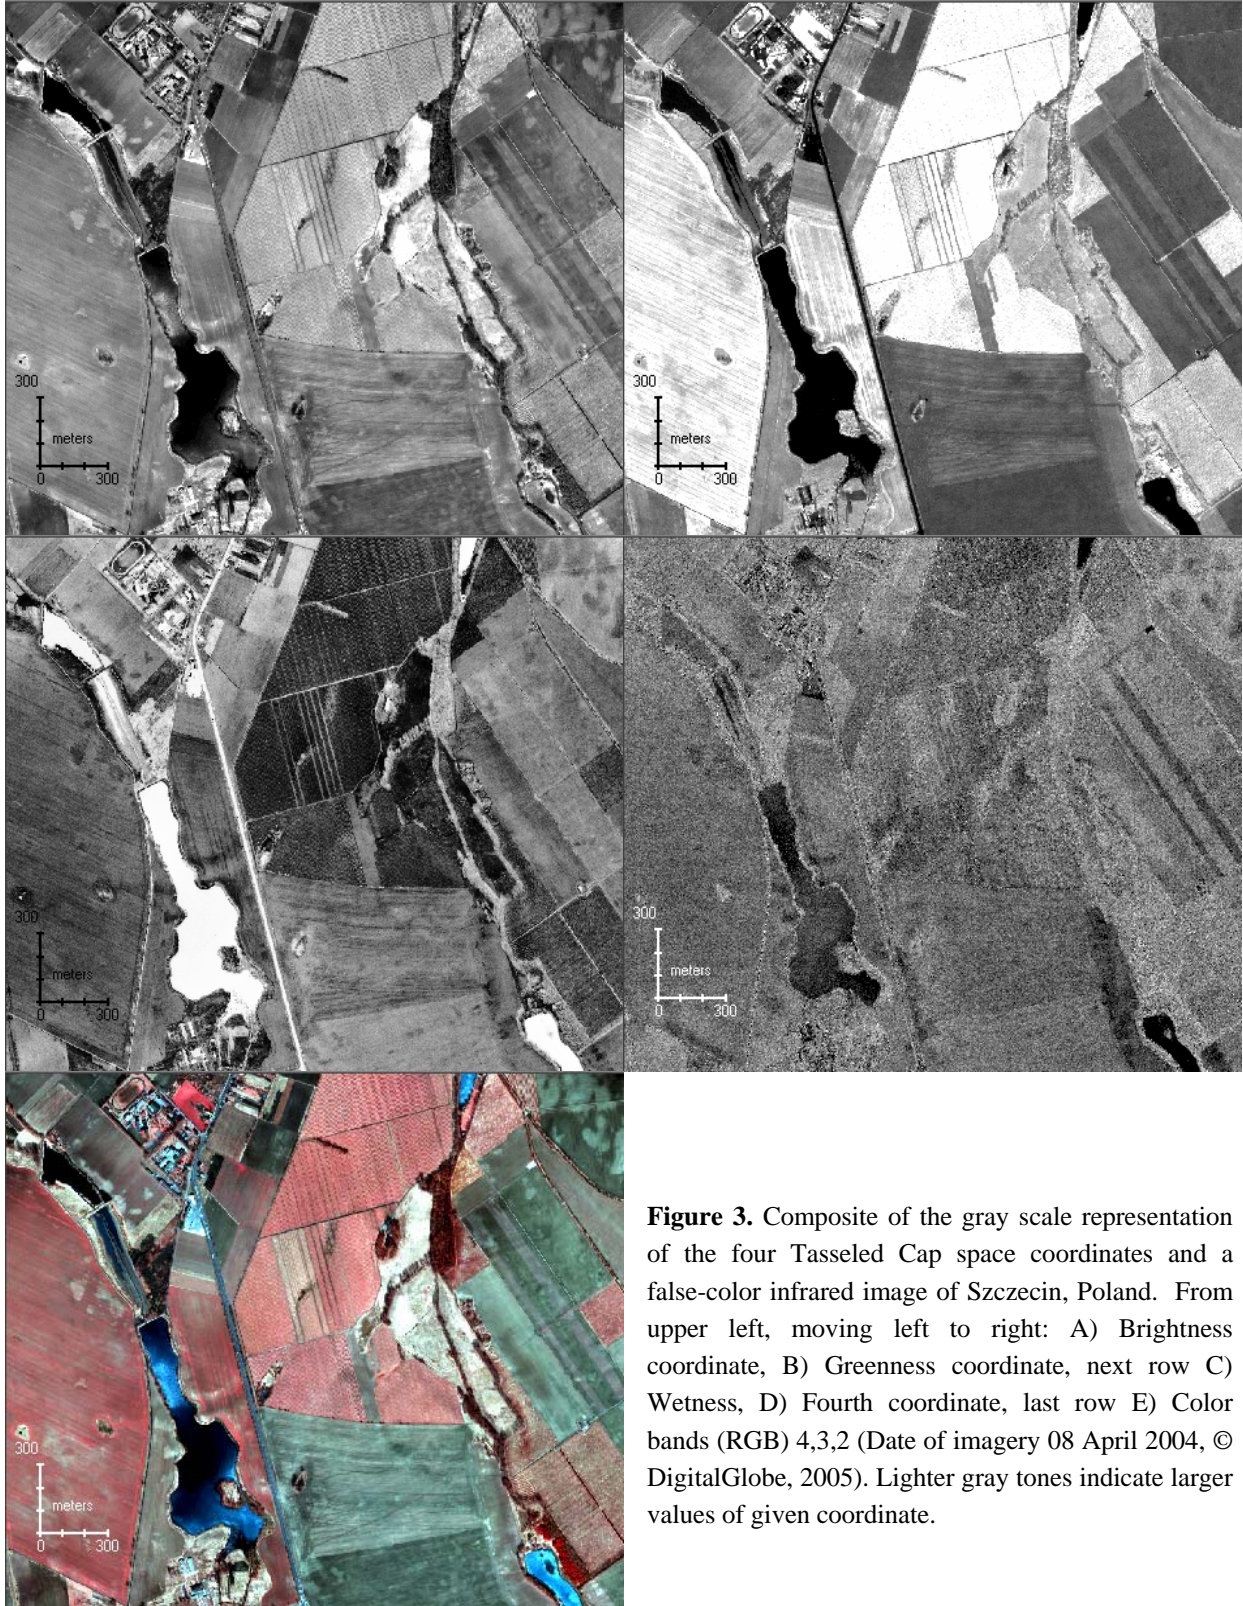 300
meters
0 300
300
meters
0 300
300
meters
0 300
300
meters
0 300
300
meters
0 300
Figure 3. Composite of the gray scale representation
of the four Tasseled Cap space coordinates and a
false-color infrared image of Szczecin, Poland. From
upper left, moving left to right: A) Brightness
coordinate, B) Greenness coordinate, next row C)
Wetness, D) Fourth coordinate, last row E) Color
bands (RGB) 4,3,2 (Date of imagery 08 April 2004, ©
DigitalGlobe, 2005). Lighter gray tones indicate larger
values of given coordinate.